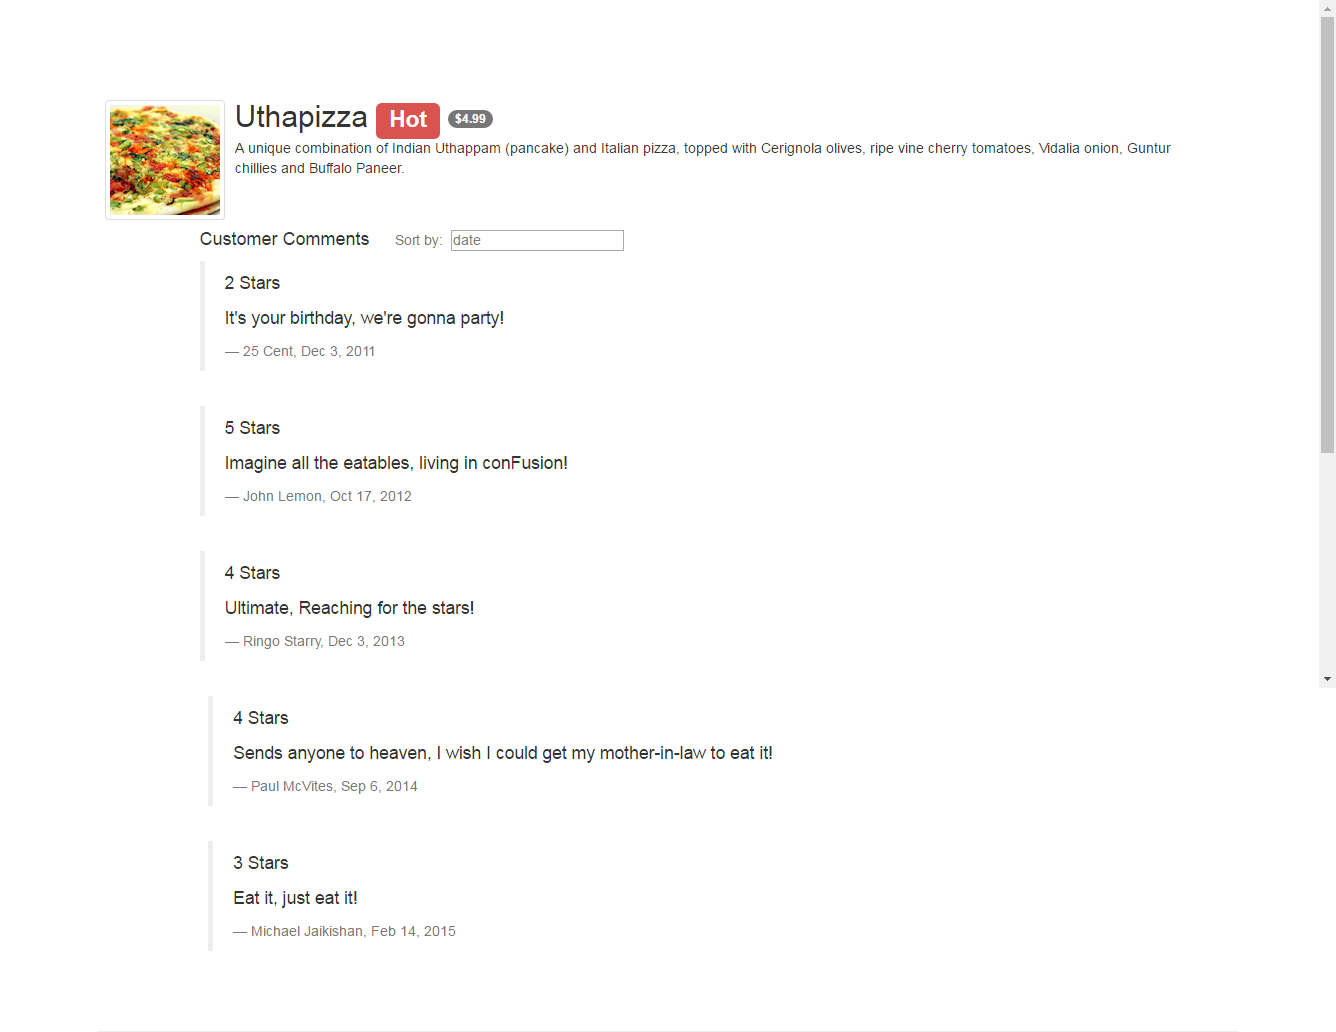 Uthapizza Hot $4.99
A unique combination of Indian Uthappam (pancake) and Italian pizza, topped with Cerignola olives, ripe vine cherry tomatoes, Vidalia onion, Guntur
chillies and Buffalo Paneer.
Customer Comments Sort by: date
2 Stars
It's your birthday, we're gonna party!
— 25 Cent, Dec 3, 2011
5 Stars
Imagine all the eatables, living in conFusion!
— John Lemon, Oct 17, 2012
4 Stars
Ultimate, Reaching for the stars!
— Ringo Starry, Dec 3, 2013
4 Stars
Sends anyone to heaven, I wish I could get my mother-in-law to eat it!
— Paul McVites, Sep 6, 2014
3 Stars
Eat it, just eat it!
— Michael Jaikishan, Feb 14, 2015